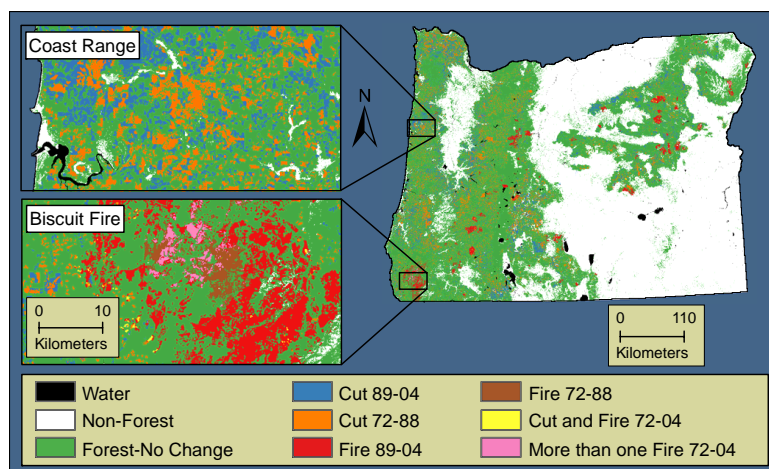 Coast Range
N
Biscuit Fire
0 10
Kilometers
0 110
Kilometers
Water
Non-Forest
Forest-No Change
Cut 89-04
Cut 72-88
Fire 89-04
Fire 72-88
Cut and Fire 72-04
More than one Fire 72-04